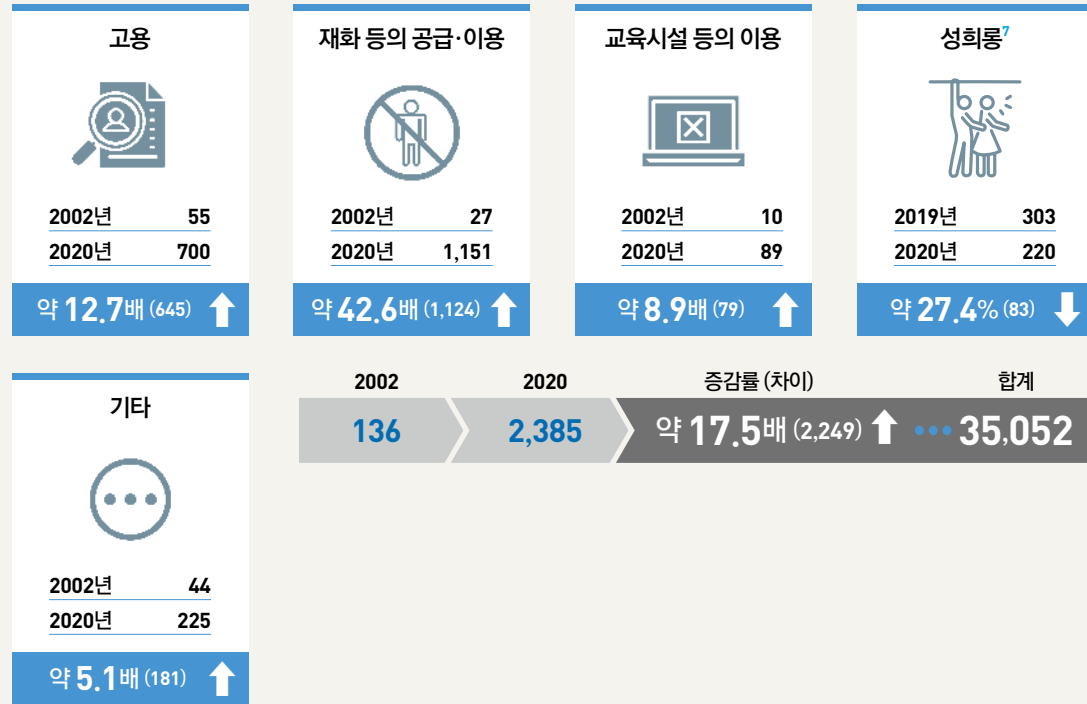 고용
2002년 55
2020년 700
약 12.7배 (645)
재화 등의 공급·이용
2002년 27
2020년 1,151
약 42.6배 (1,124)
교육시설 등의 이용
2002년 10
2020년 89
약 8.9배 (79)
성희롱7
2019년 303
2020년 220
약 27.4% (83)
기타
2002년 44
2020년 225
약 5.1배 (181)
2002 2020 증감률 (차이) 합계
136 2,385 약 17.5배 (2,249) 35,052